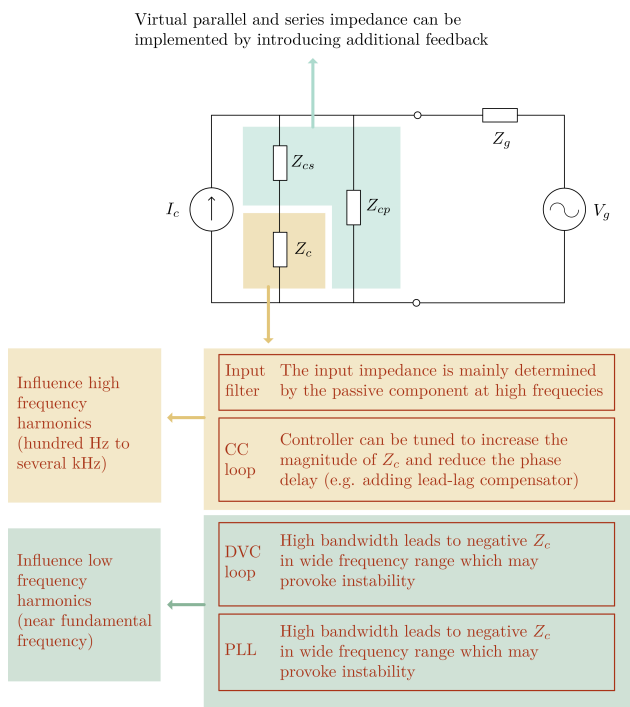 Virtual parallel and series impedance can be
implemented by introducing additional feedback
Z_g
Z_cs
I_c
Z_cp
V_g
Z_c
Influence high
frequency
harmonics
(hundred Hz to
several kHz)
Input
filter
The input impedance is mainly determined
by the passive component at high frequecies
CC
loop
Controller can be tuned to increase the
magnitude of Z_c and reduce the phase
delay (e.g. adding lead-lag compensator)
Influence low
frequency
harmonics
(near fundamental
frequency)
DVC
loop
High bandwidth leads to negative Z_c
in wide frequency range which may
provoke instability
PLL
High bandwidth leads to negative Z_c
in wide frequency range which may
provoke instability